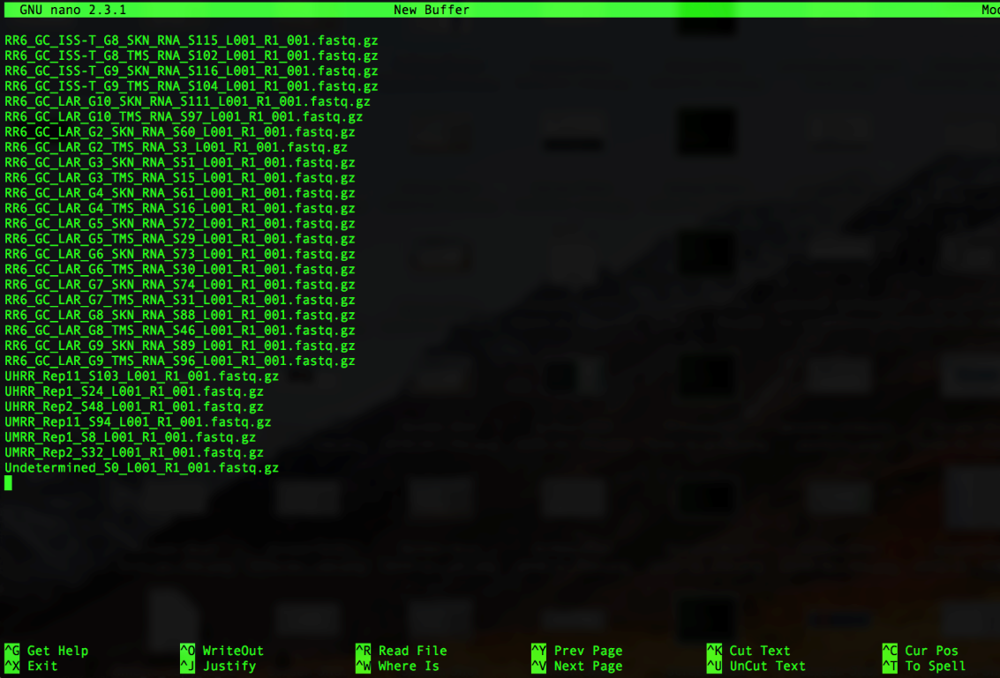 GNU nano 2.3.1 New Buffer
RR6_GC_ISS-T_G8_SKN_RNA_S115_L001_R1_001.fastq.gz
RR6_GC_ISS-T_G8_TMS_RNA_S102_L001_R1_001.fastq.gz
RR6_GC_ISS-T_G9_SKN_RNA_S116_L001_R1_001.fastq.gz
RR6_GC_ISS-T_G9_TMS_RNA_S104_L001_R1_001.fastq.gz
RR6_GC_LAR_G10_SKN_RNA_S111_L001_R1_001.fastq.gz
RR6_GC_LAR_G10_TMS_RNA_S97_L001_R1_001.fastq.gz
RR6_GC_LAR_G2_SKN_RNA_S60_L001_R1_001.fastq.gz
RR6_GC_LAR_G2_TMS_RNA_S3_L001_R1_001.fastq.gz
RR6_GC_LAR_G3_SKN_RNA_S51_L001_R1_001.fastq.gz
RR6_GC_LAR_G3_TMS_RNA_S15_L001_R1_001.fastq.gz
RR6_GC_LAR_G4_SKN_RNA_S61_L001_R1_001.fastq.gz
RR6_GC_LAR_G4_TMS_RNA_S16_L001_R1_001.fastq.gz
RR6_GC_LAR_G5_SKN_RNA_S72_L001_R1_001.fastq.gz
RR6_GC_LAR_G5_TMS_RNA_S29_L001_R1_001.fastq.gz
RR6_GC_LAR_G6_SKN_RNA_S73_L001_R1_001.fastq.gz
RR6_GC_LAR_G6_TMS_RNA_S30_L001_R1_001.fastq.gz
RR6_GC_LAR_G7_SKN_RNA_S74_L001_R1_001.fastq.gz
RR6_GC_LAR_G7_TMS_RNA_S31_L001_R1_001.fastq.gz
RR6_GC_LAR_G8_SKN_RNA_S88_L001_R1_001.fastq.gz
RR6_GC_LAR_G8_TMS_RNA_S46_L001_R1_001.fastq.gz
RR6_GC_LAR_G9_SKN_RNA_S89_L001_R1_001.fastq.gz
RR6_GC_LAR_G9_TMS_RNA_S96_L001_R1_001.fastq.gz
UHRR_Rep11_S103_L001_R1_001.fastq.gz
UHRR_Rep1_S24_L001_R1_001.fastq.gz
UHRR_Rep2_S48_L001_R1_001.fastq.gz
UMRR_Rep11_S94_L001_R1_001.fastq.gz
UMRR_Rep1_S8_L001_R1_001.fastq.gz
UMRR_Rep2_S32_L001_R1_001.fastq.gz
Undetermined_S0_L001_R1_001.fastq.gz
^G Get Help ^O WriteOut ^R Read File ^Y Prev Page ^K Cut Text ^C Cur Pos
^X Exit ^J Justify ^W Where Is ^V Next Page ^U UnCut Text ^T To Spell